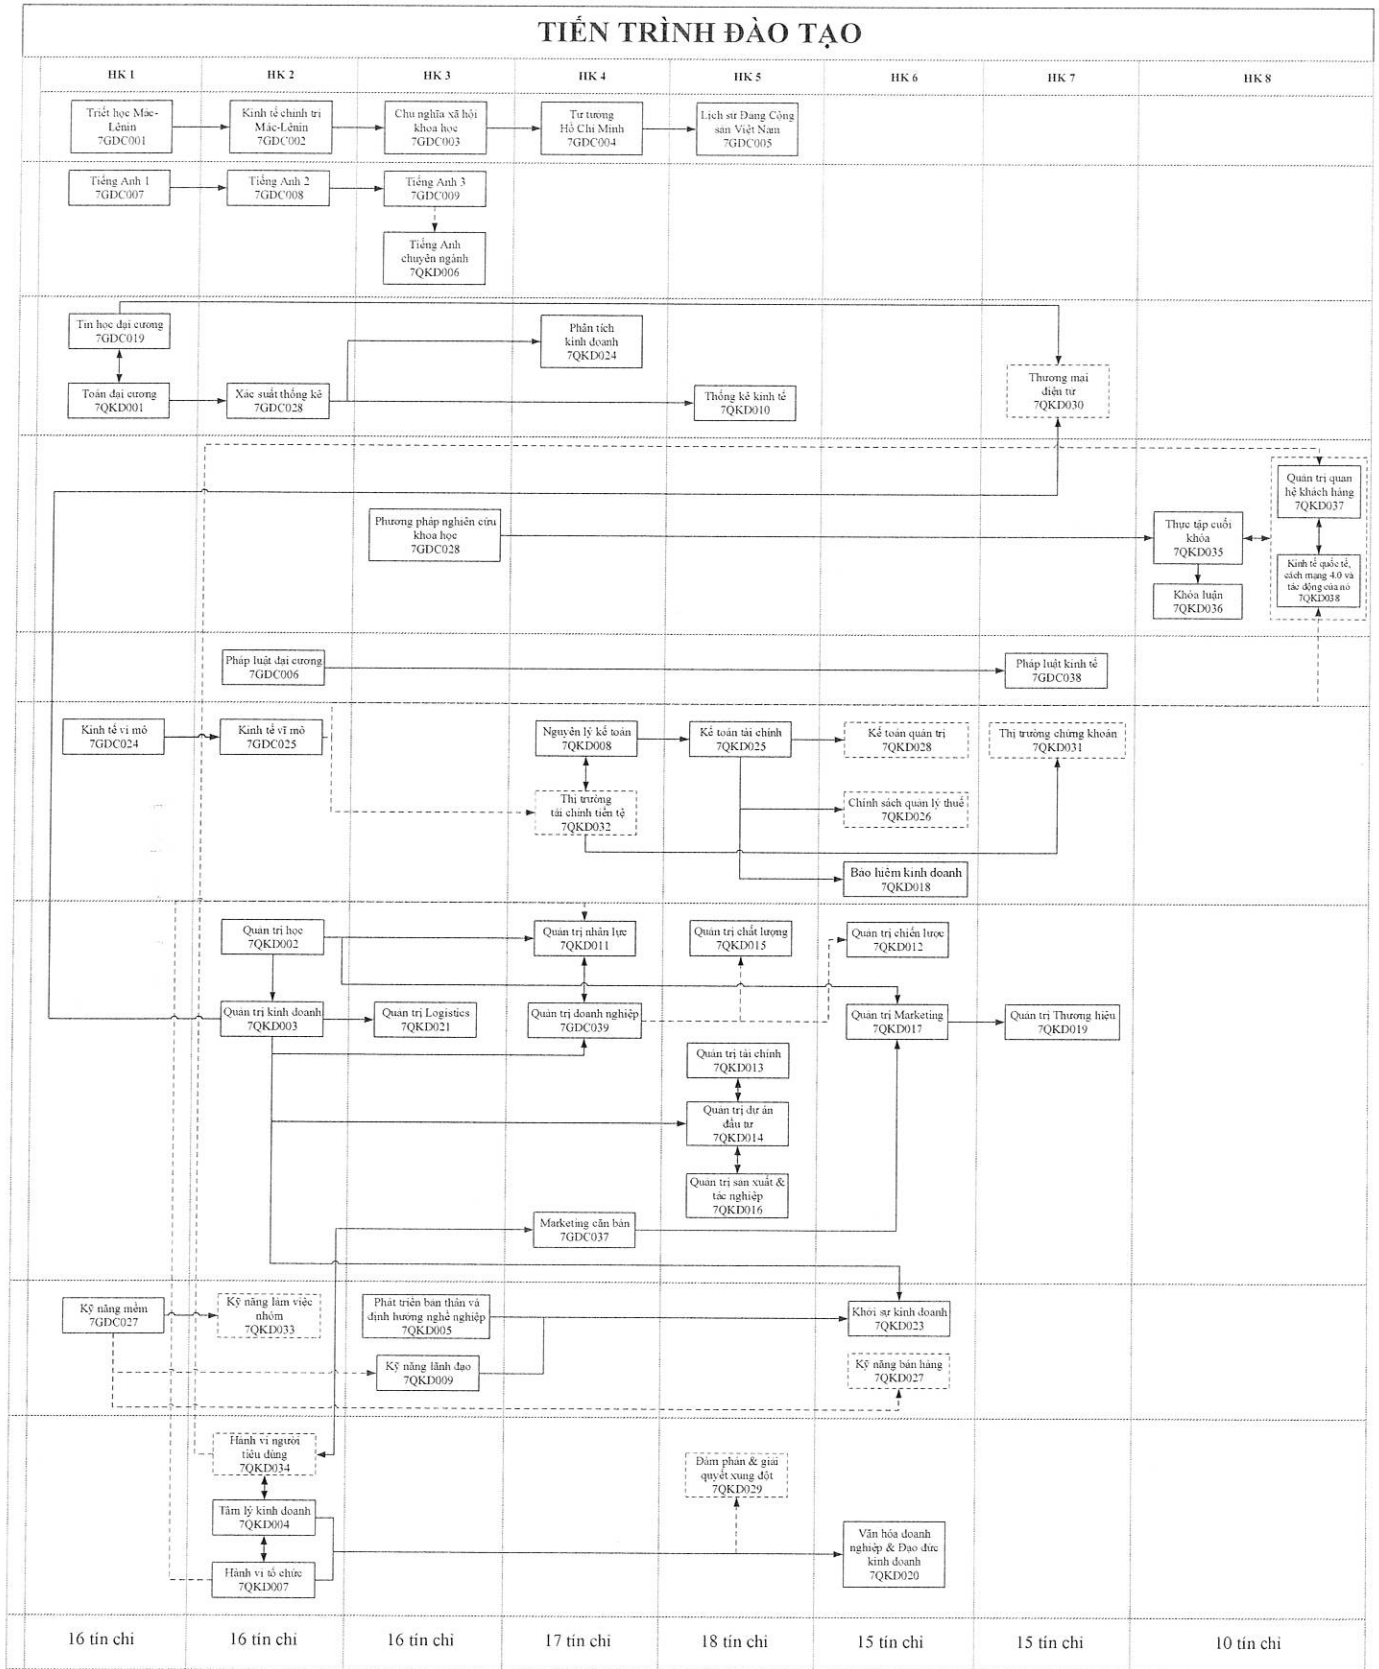 TIẾN TRÌNH ĐÀO TẠO
HK 1
HK 2
HK 3
HK 4
HK 5
HK 6
HK 7
HK 8
Triết học Mác-
Lênin
7GDC001
Kinh tế chính trị
Mác-Lênin
7GDC002
Chủ nghĩa xã hội
khoa học
7GDC003
Tư tưởng
Hồ Chí Minh
7GDC004
Lịch sử Đảng Cộng
sản Việt Nam
7GDC005
Tiếng Anh 1
7GDC007
Tiếng Anh 2
7GDC008
Tiếng Anh 3
7GDC009
Tiếng Anh
chuyên ngành
7QKD006
Tin học đại cương
7GDC019
Phân tích
kinh doanh
7QKD024
Toán đại cương
7QKD001
Xác suất thống kê
7GDC028
Thống kê kinh tế
7QKD010
Thương mại
điện tử
7QKD030
Quản trị quan
hệ khách hàng
7QKD037
Phương pháp nghiên cứu
khoa học
7GDC028
Thực tập cuối
khóa
7QKD035
Kinh tế quốc tế,
cách mạng 4.0 và
tác động của nó
7QKD038
Khóa luận
7QKD036
Pháp luật đại cương
7GDC006
Pháp luật kinh tế
7GDC038
Kinh tế vi mô
7GDC024
Kinh tế vĩ mô
7GDC025
Nguyên lý kế toán
7QKD008
Kế toán tài chính
7QKD025
Kế toán quản trị
7QKD028
Thị trường chứng khoán
7QKD031
Thị trường
tài chính tiền tệ
7QKD032
Chính sách quản lý thuế
7QKD026
Bảo hiểm kinh doanh
7QKD018
Quản trị học
7QKD002
Quản trị nhân lực
7QKD011
Quản trị chất lượng
7QKD015
Quản trị chiến lược
7QKD012
Quản trị kinh doanh
7QKD003
Quản trị Logistics
7QKD021
Quản trị doanh nghiệp
7GDC039
Quản trị Marketing
7QKD017
Quản trị Thương hiệu
7QKD019
Quản trị tài chính
7QKD013
Quản trị dự án
đầu tư
7QKD014
Quản trị sản xuất &
tác nghiệp
7QKD016
Marketing căn bản
7GDC037
Kỹ năng mềm
7GDC027
Kỹ năng làm việc
nhóm
7QKD033
Phát triển bản thân và
định hướng nghề nghiệp
7QKD005
Khởi sự kinh doanh
7QKD023
Kỹ năng lãnh đạo
7QKD009
Kỹ năng bán hàng
7QKD027
Hành vi người
tiêu dùng
7QKD034
Đàm phán & giải
quyết xung đột
7QKD029
Tâm lý kinh doanh
7QKD004
Hành vi tổ chức
7QKD007
Văn hóa doanh
nghiệp & Đạo đức
kinh doanh
7QKD020
16 tín chỉ
16 tín chỉ
16 tín chỉ
17 tín chỉ
18 tín chỉ
15 tín chỉ
15 tín chỉ
10 tín chỉ